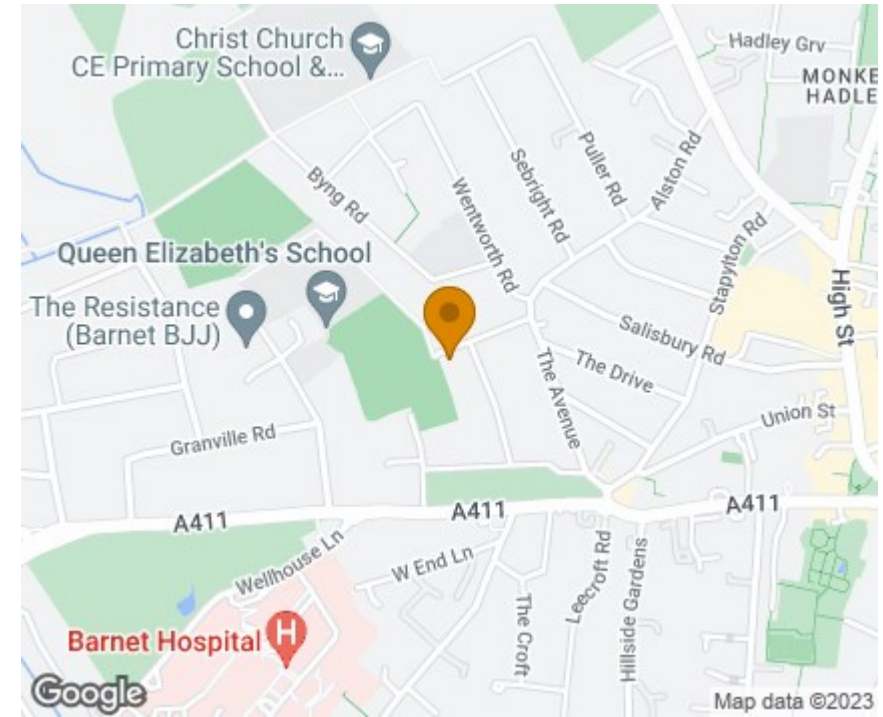 Christ Church
CE Primary School &...
Hadley Grv
MONKE
HADLE
Puller Rd
Alston Rd
Sebright Rd
Wentworth Rd
Byng Rd
Stapylton Rd
Queen Elizabeth's School
The Resistance
(Barnet BJJ)
High St
Salisbury Rd
The Drive
The Avenue
Union St
Granville Rd
A411
A411
A411
Wellhouse Ln
W End Ln
Leecroft Rd
The Croft
Hillside Gardens
Barnet Hospital
H
Google
Map data ©2023